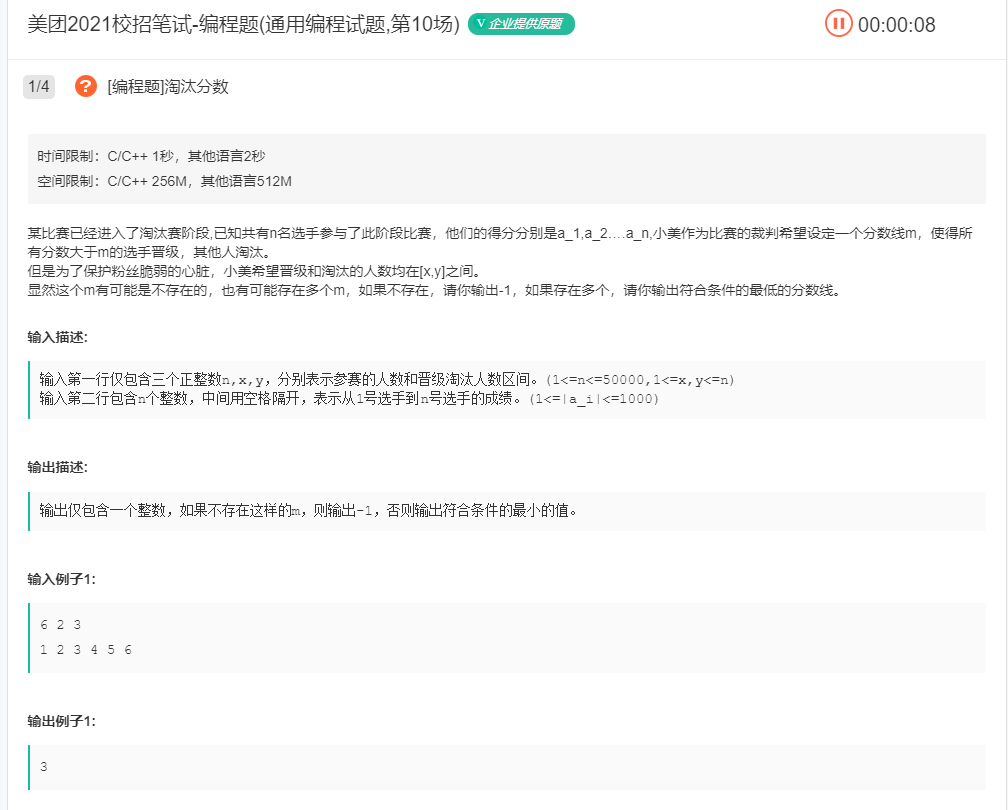 美团2021校招笔试-编程题(通用编程试题,第10场) V 企业提供原题 00:00:08
1/4 ? [编程题]淘汰分数
时间限制：C/C++ 1秒，其他语言2秒
空间限制：C/C++ 256M，其他语言512M
某比赛已经进入了淘汰赛阶段,已知共有n名选手参与了此阶段比赛，他们的得分分别是a_1,a_2….a_n,小美作为比赛的裁判希望设定一个分数线m，使得所
有分数大于m的选手晋级，其他人淘汰。
但是为了保护粉丝脆弱的心脏，小美希望晋级和淘汰的人数均在[x,y]之间。
显然这个m有可能是不存在的，也有可能存在多个m，如果不存在，请你输出-1，如果存在多个，请你输出符合条件的最低的分数线。
输入描述:
输入第一行仅包含三个正整数n,x,y，分别表示参赛的人数和晋级淘汰人数区间。(1<=n<=50000,1<=x,y<=n)
输入第二行包含n个整数，中间用空格隔开，表示从1号选手到n号选手的成绩。(1<=|a_i|<=1000)
输出描述:
输出仅包含一个整数，如果不存在这样的m，则输出-1，否则输出符合条件的最小的值。
输入例子1:
6 2 3
1 2 3 4 5 6
输出例子1:
3